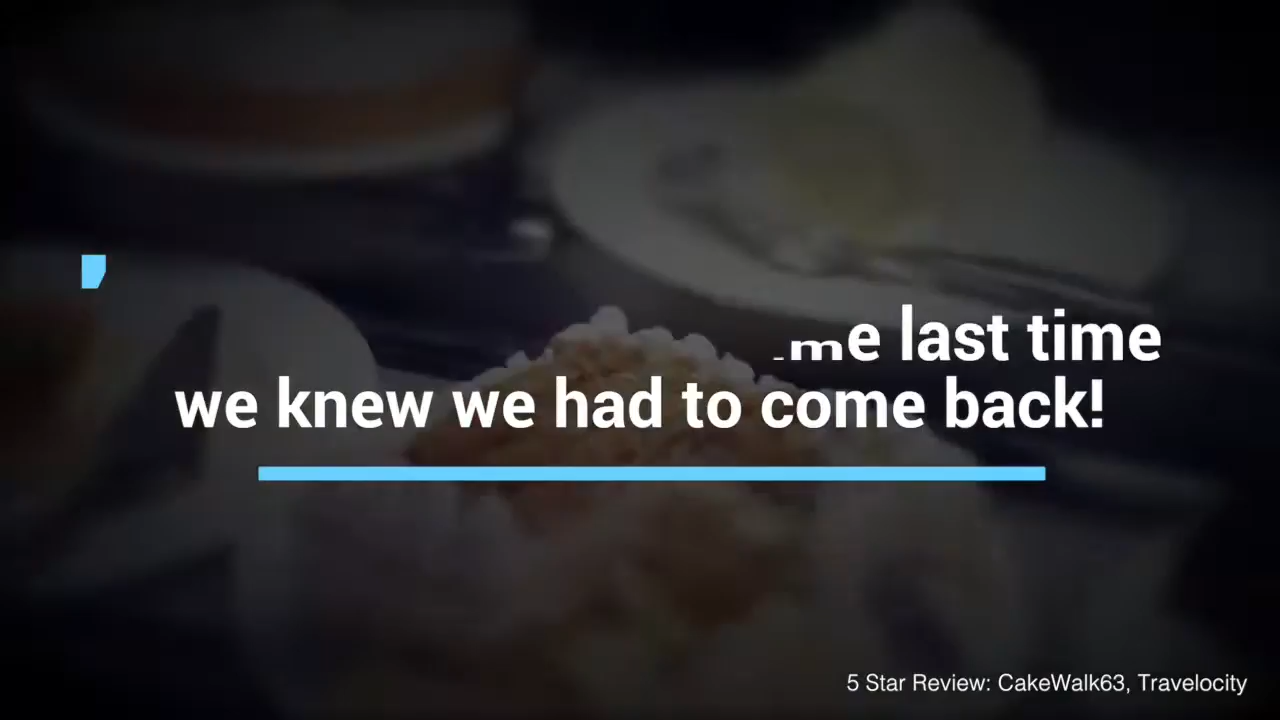 last time
we knew we had to come back!
5 Star Review: CakeWalk63, Travelocity